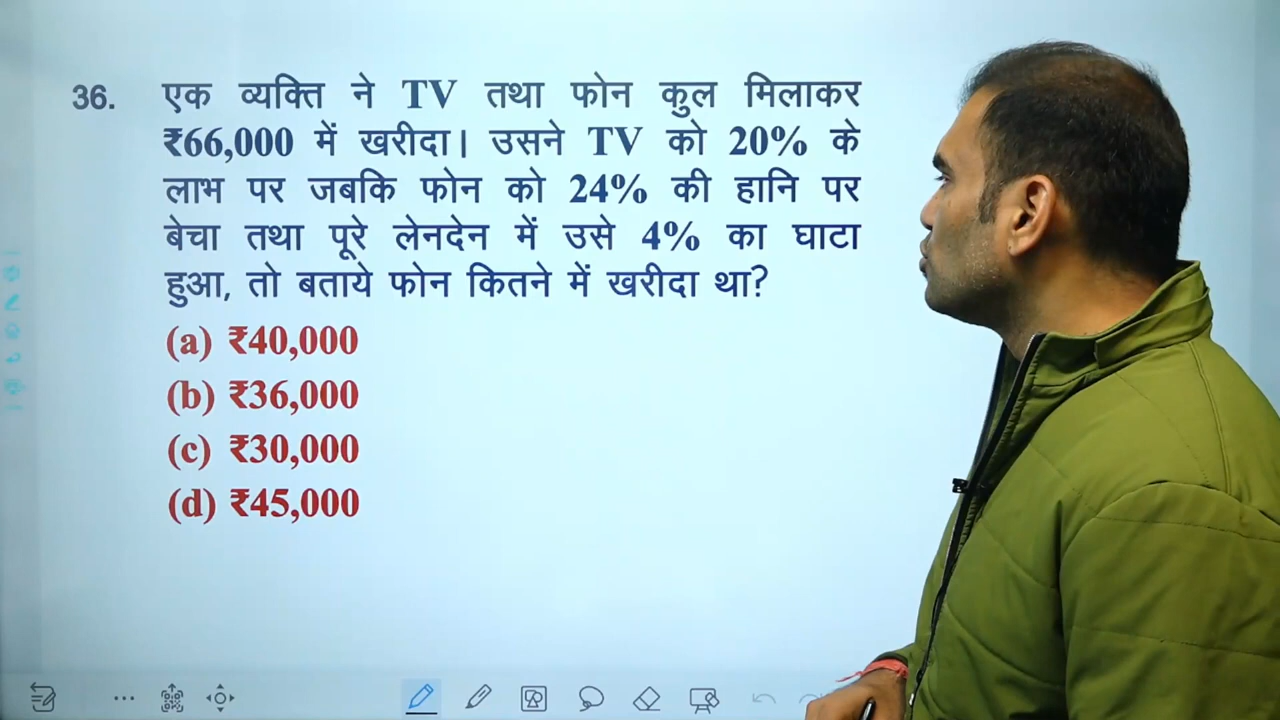 36. एक व्यक्ति ने TV तथा फोन कुल मिलाकर
₹66,000 में खरीदा। उसने TV को 20% के
लाभ पर जबकि फोन को 24% की हानि पर
बेचा तथा पूरे लेनदेन में उसे 4% का घाटा
हुआ, तो बताये फोन कितने में खरीदा था?
(a) ₹40,000
(b) ₹36,000
(c) ₹30,000
(d) ₹45,000